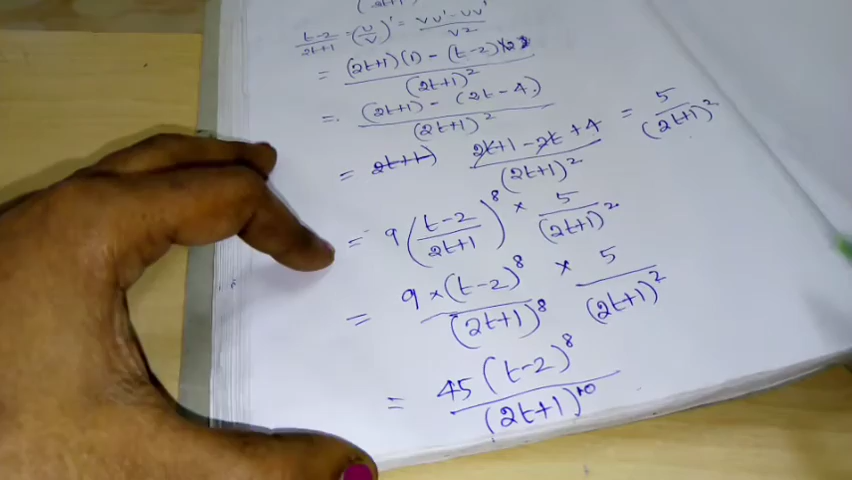 (2t+1)
t-2/2t+1 = (u/v)' = vu' - uv'/v2
= (2t+1)(1) - (t-2)×2/(2t+1)²
= (2t+1) - (2t-4)/(2t+1)²
= 2t+1-2t+4/(2t+1)² = 5/(2t+1)²
= 9(t-2/2t+1)⁸ × 5/(2t+1)²
= 9×(t-2)⁸/(2t+1)⁸ × 5/(2t+1)²
= 45(t-2)⁸/(2t+1)¹⁰